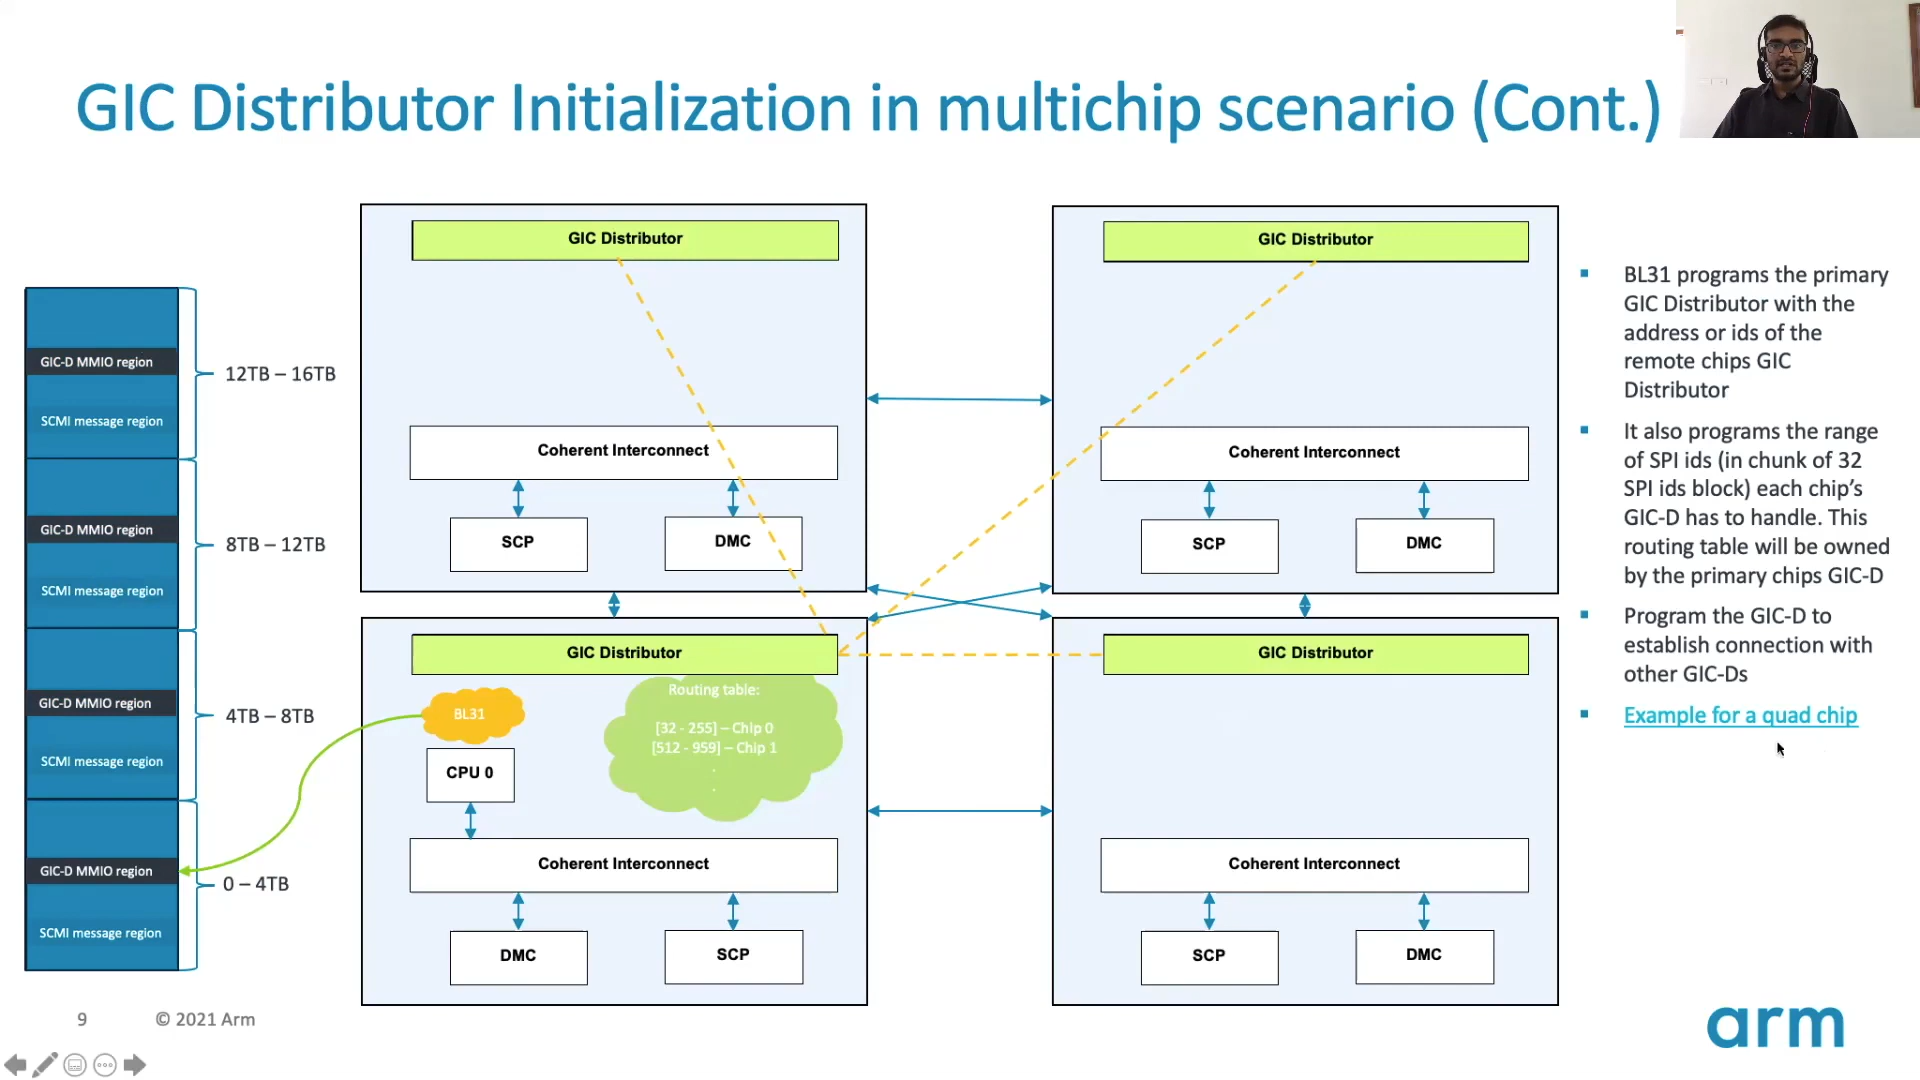 GIC Distributor Initialization in multichip scenario (Cont.)
GIC-D MMIO region
SCMI message region
12TB – 16TB
GIC-D MMIO region
SCMI message region
8TB – 12TB
GIC-D MMIO region
SCMI message region
4TB – 8TB
GIC-D MMIO region
SCMI message region
0 – 4TB
GIC Distributor
Coherent Interconnect
SCP
DMC
GIC Distributor
Coherent Interconnect
SCP
DMC
GIC Distributor
BL31
Routing table:
[32 - 255] – Chip 0
[512 - 959] – Chip 1
.
.
CPU 0
Coherent Interconnect
DMC
SCP
GIC Distributor
Coherent Interconnect
SCP
DMC
BL31 programs the primary
GIC Distributor with the
address or ids of the
remote chips GIC
Distributor
It also programs the range
of SPI ids (in chunk of 32
SPI ids block) each chip’s
GIC-D has to handle. This
routing table will be owned
by the primary chips GIC-D
Program the GIC-D to
establish connection with
other GIC-Ds
Example for a quad chip
9
© 2021 Arm
arm